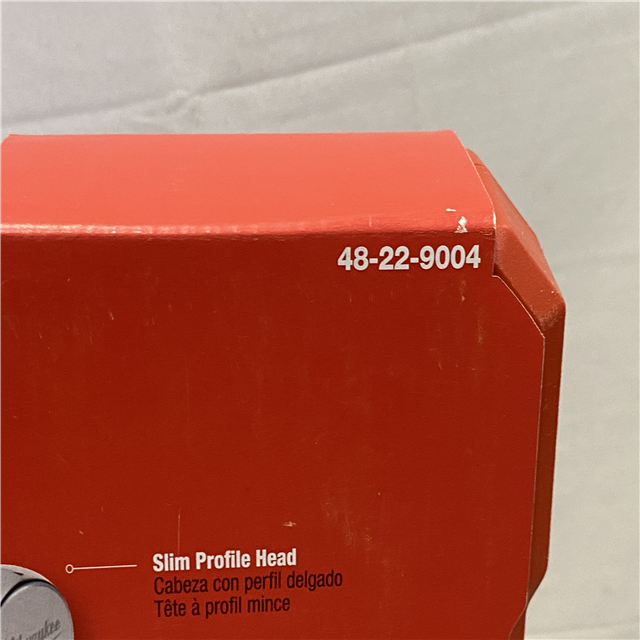 48-22-9004
Slim Profile Head
Cabeza con perfil delgado
Tête à profil mince